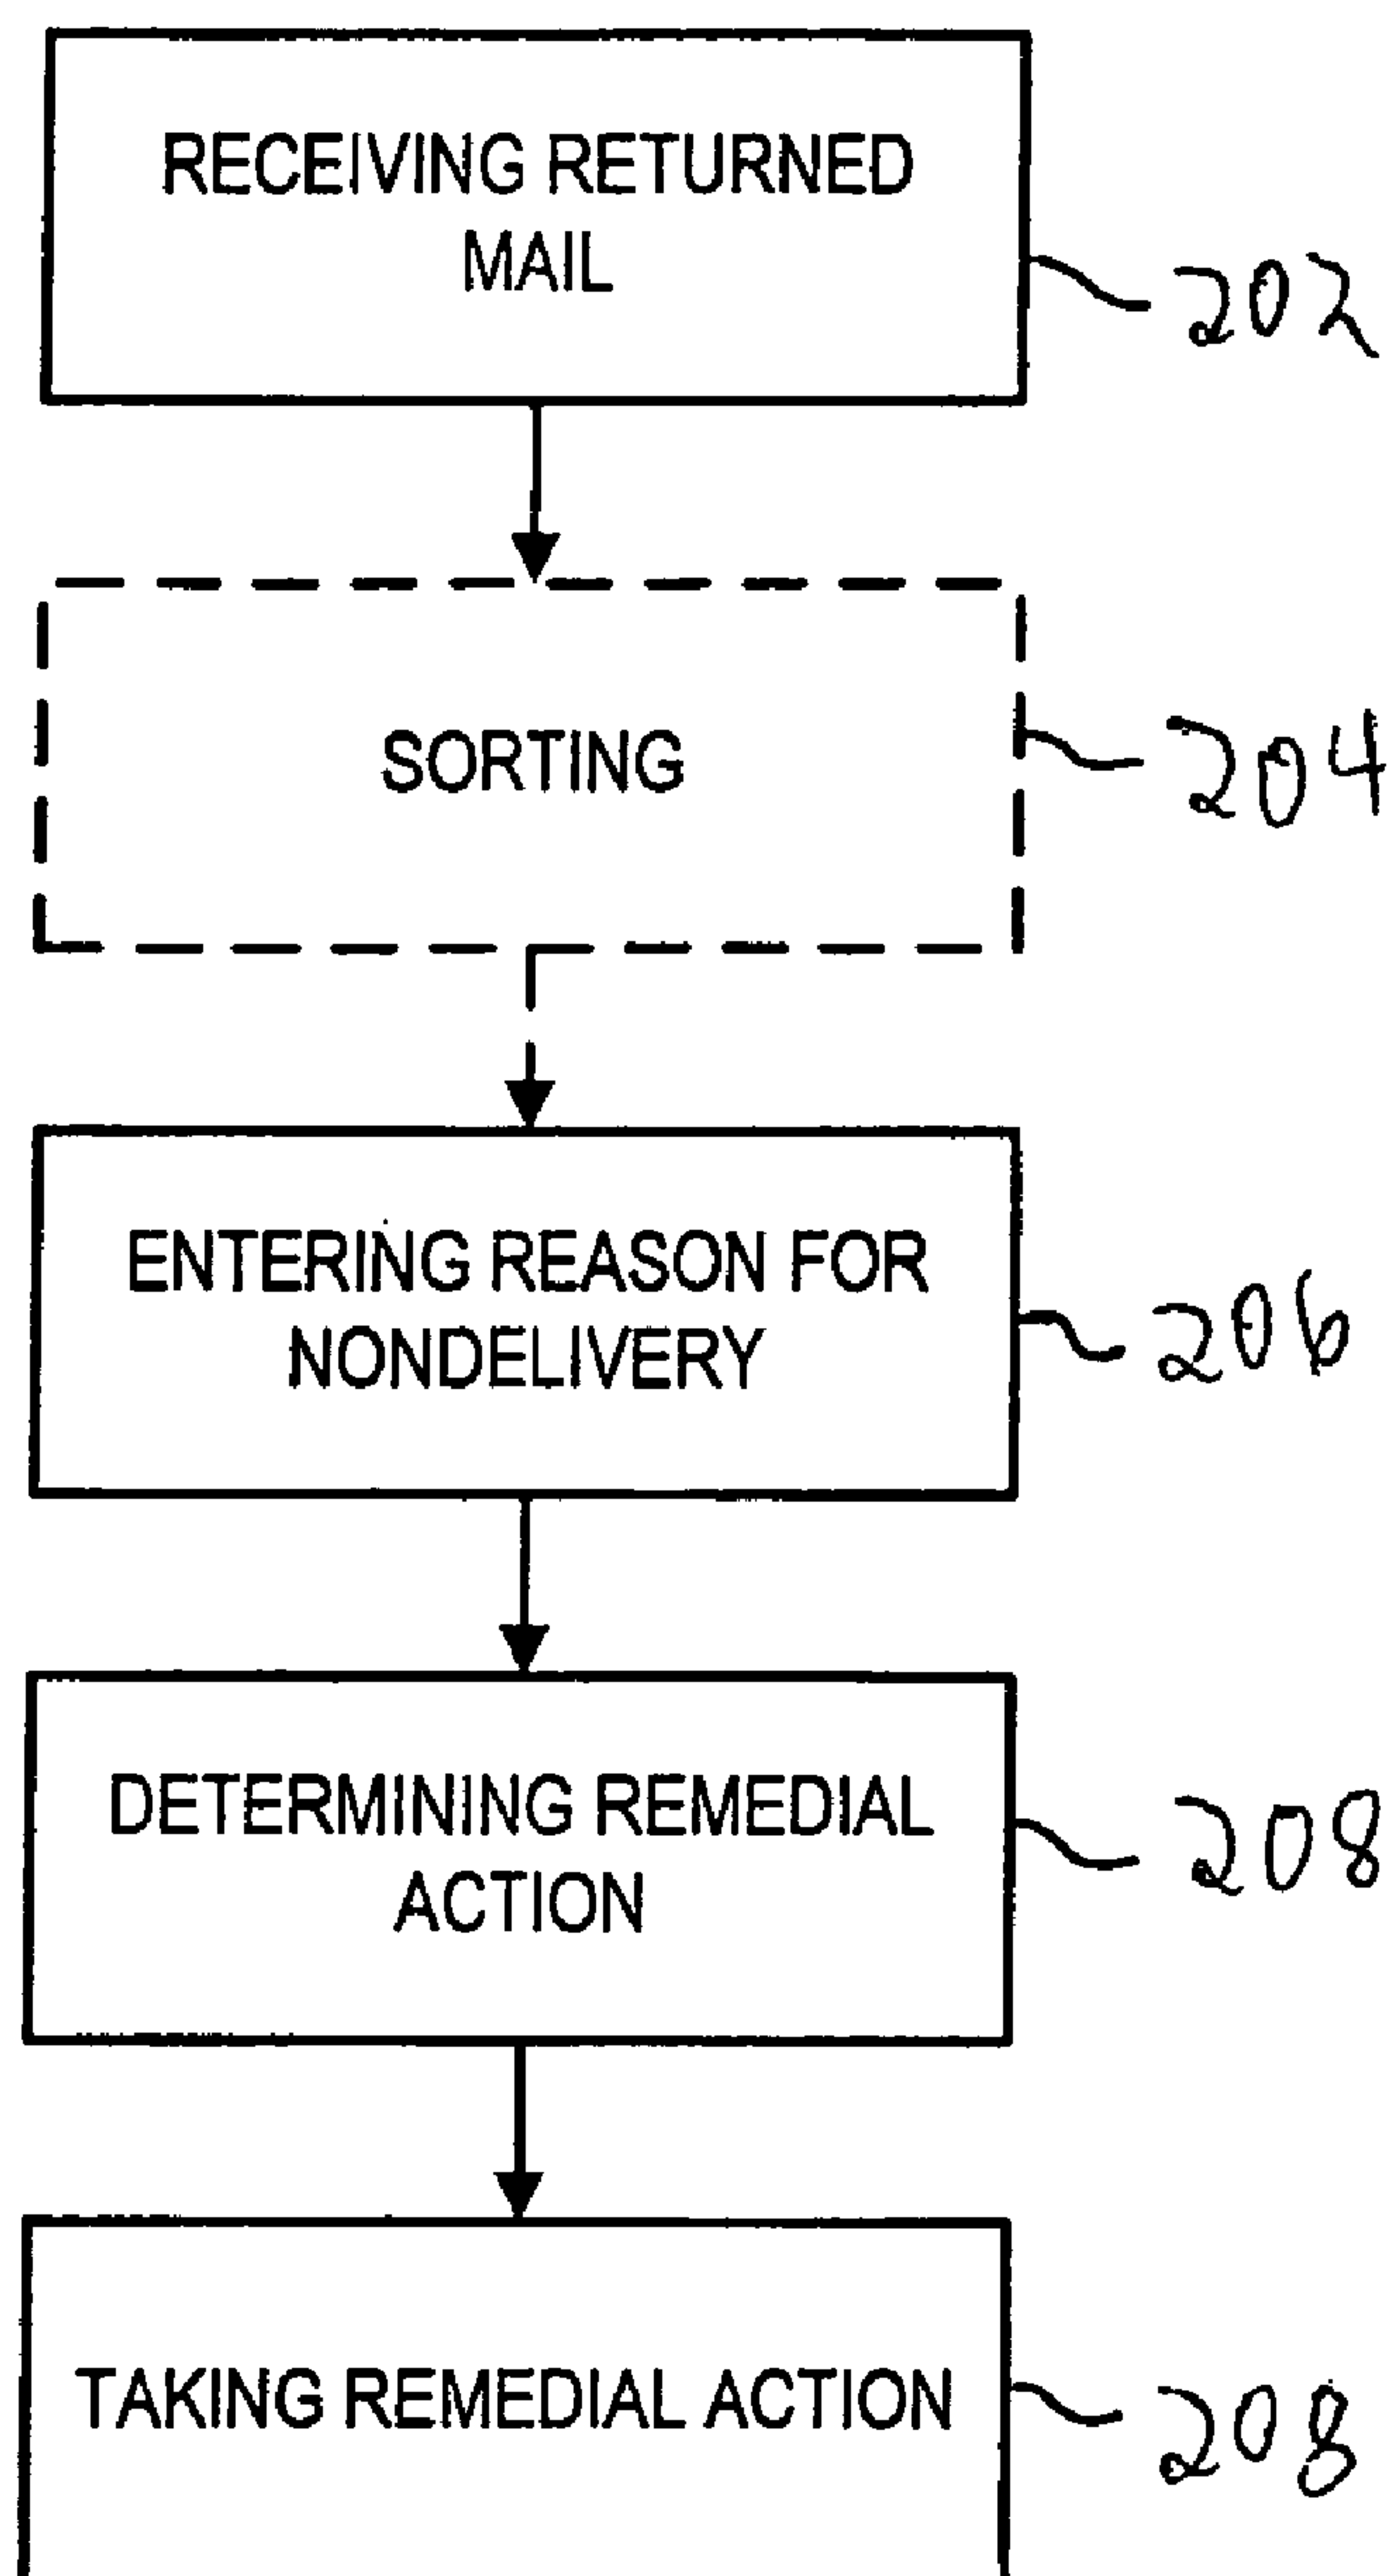 RECEIVING RETURNED
MAIL
202
SORTING
204
ENTERING REASON FOR
NONDELIVERY
206
DETERMINING REMEDIAL
ACTION
208
TAKING REMEDIAL ACTION
208